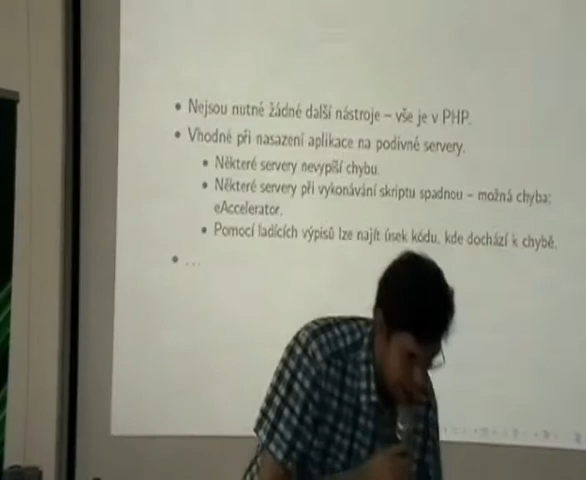 • Nejsou nutné žádné další nástroje – vše je v PHP.
• Vhodné při nasazení aplikace na podivné servery.
• Některé servery nevypíší chybu.
• Některé servery při vykonávání skriptu spadnou – možná chyba:
eAccelerator.
• Pomocí ladících výpisů lze najít úsek kódu, kde dochází k chybě.
• ...